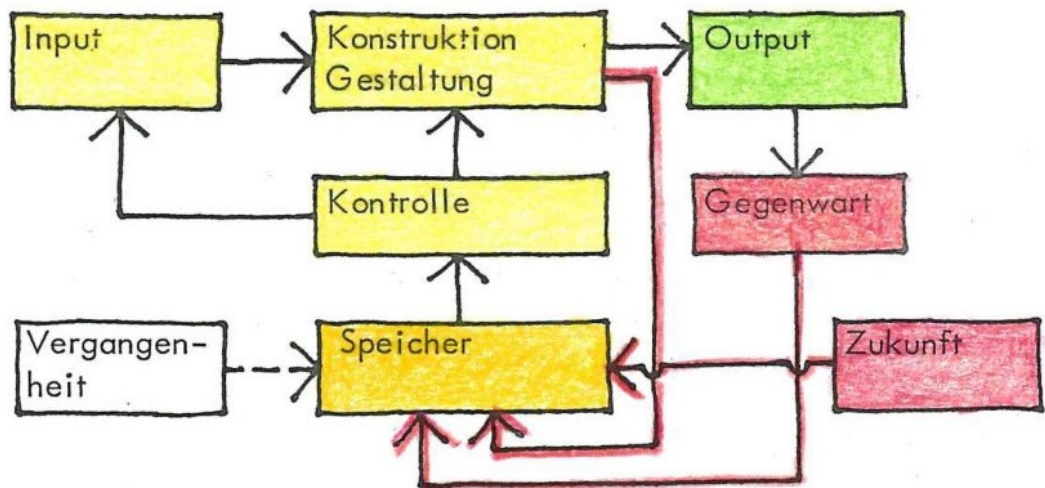 Input
Konstruktion
Gestaltung
Output
Kontrolle
Gegenwart
Vergangen-
heit
Speicher
Zukunft